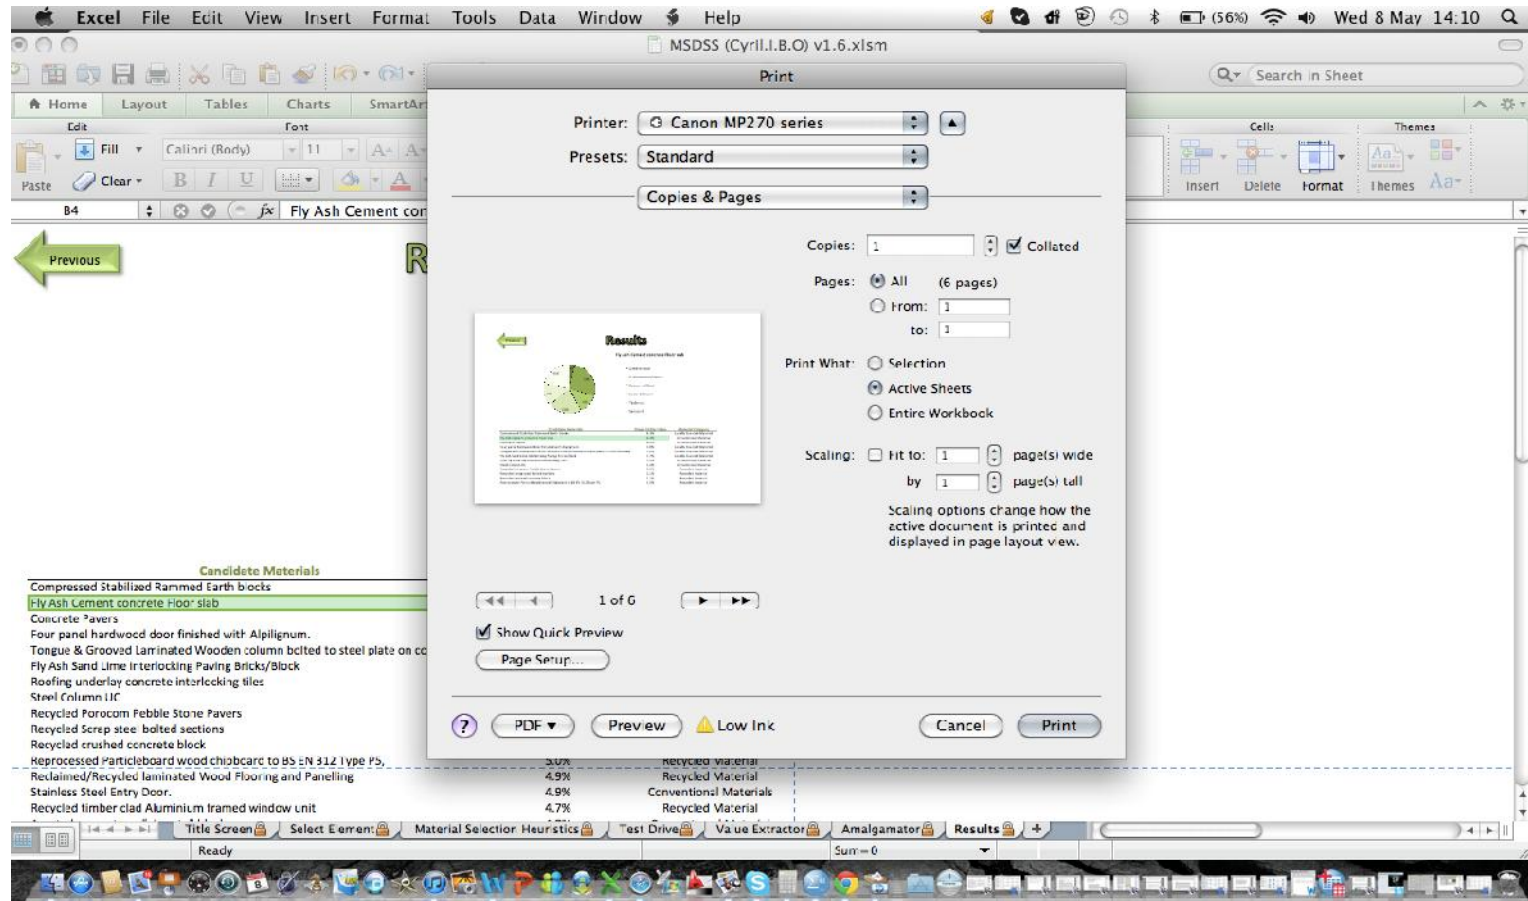 Excel File Edit View Insert Format Tools Data Window Help (56%) Wed 8 May 14:10
MSDSS (Cyril.I.B.O) v1.6.xlsm
Search in Sheet
Print
Home Layout Tables Charts SmartAr
Edit Font Cells Themes
Fill Calibri (Body) 11 A A
Paste Clear B I U A
Insert Delete Format Themes Aa
B4 fx Fly Ash Cement con
Previous
R
Printer: Canon MP270 series
Presets: Standard
Copies & Pages
Copies: 1 Collated
Pages: All (6 pages)
From: 1
to: 1
Print What: Selection
Active Sheets
Entire Workbook
Scaling: Fit to: 1 page(s) wide
by 1 page(s) tall
Scaling options change how the
active document is printed and
displayed in page layout view.
Results
1 of 6
Show Quick Preview
Page Setup...
? PDF Preview Low Ink Cancel Print
Candidate Materials
Compressed Stabilized Rammed Earth blocks
Fly Ash Cement concrete Floor slab
Concrete Pavers
Four panel hardwood door finished with Alpilignum.
Tongue & Grooved Laminated Wooden column bolted to steel plate on co
Fly Ash Sand Lime Interlocking Paving Bricks/Block
Roofing underlay concrete interlocking tiles
Steel Column UC
Recycled Porocom Pebble Stone Pavers
Recycled Scrap steel bolted sections
Recycled crushed concrete block
Reprocessed Particleboard wood chipboard to BS EN 312 Type P5, 5.0% Recycled Material
Reclaimed/Recycled laminated Wood Flooring and Panelling 4.9% Recycled Material
Stainless Steel Entry Door. 4.9% Conventional Materials
Recycled timber clad Aluminium framed window unit 4.7% Recycled Material
Title Screen Select Element Material Selection Heuristics Test Drive Value Extractor Amalgamator Results +
Ready Sum=0